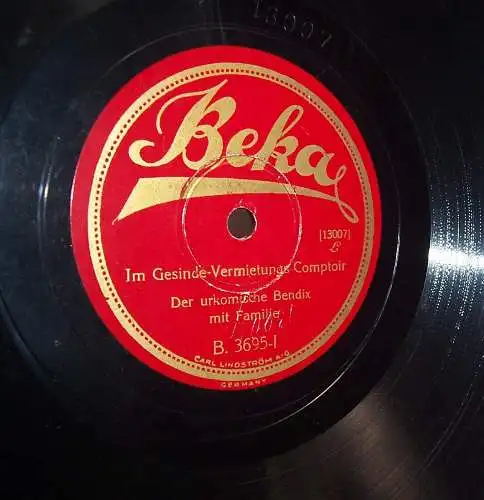 13007
Beka
[13007]
L
Im Gesinde-Vermietungs-Comptoir
Der urkomische Bendix
mit Familie
B. 3695-I
CARL LINDSTRÖM A-G
GERMANY